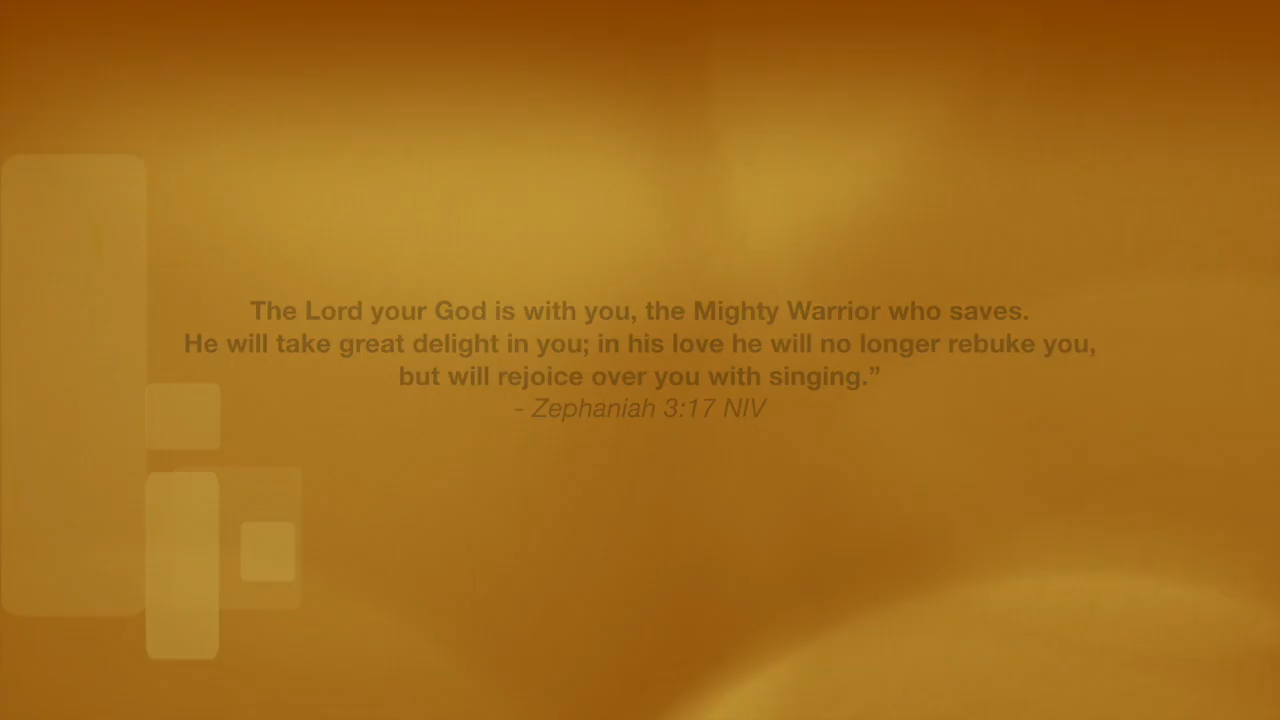 The Lord your God is with you, the Mighty Warrior who saves.
He will take great delight in you; in his love he will no longer rebuke you,
but will rejoice over you with singing.”
- Zephaniah 3:17 NIV